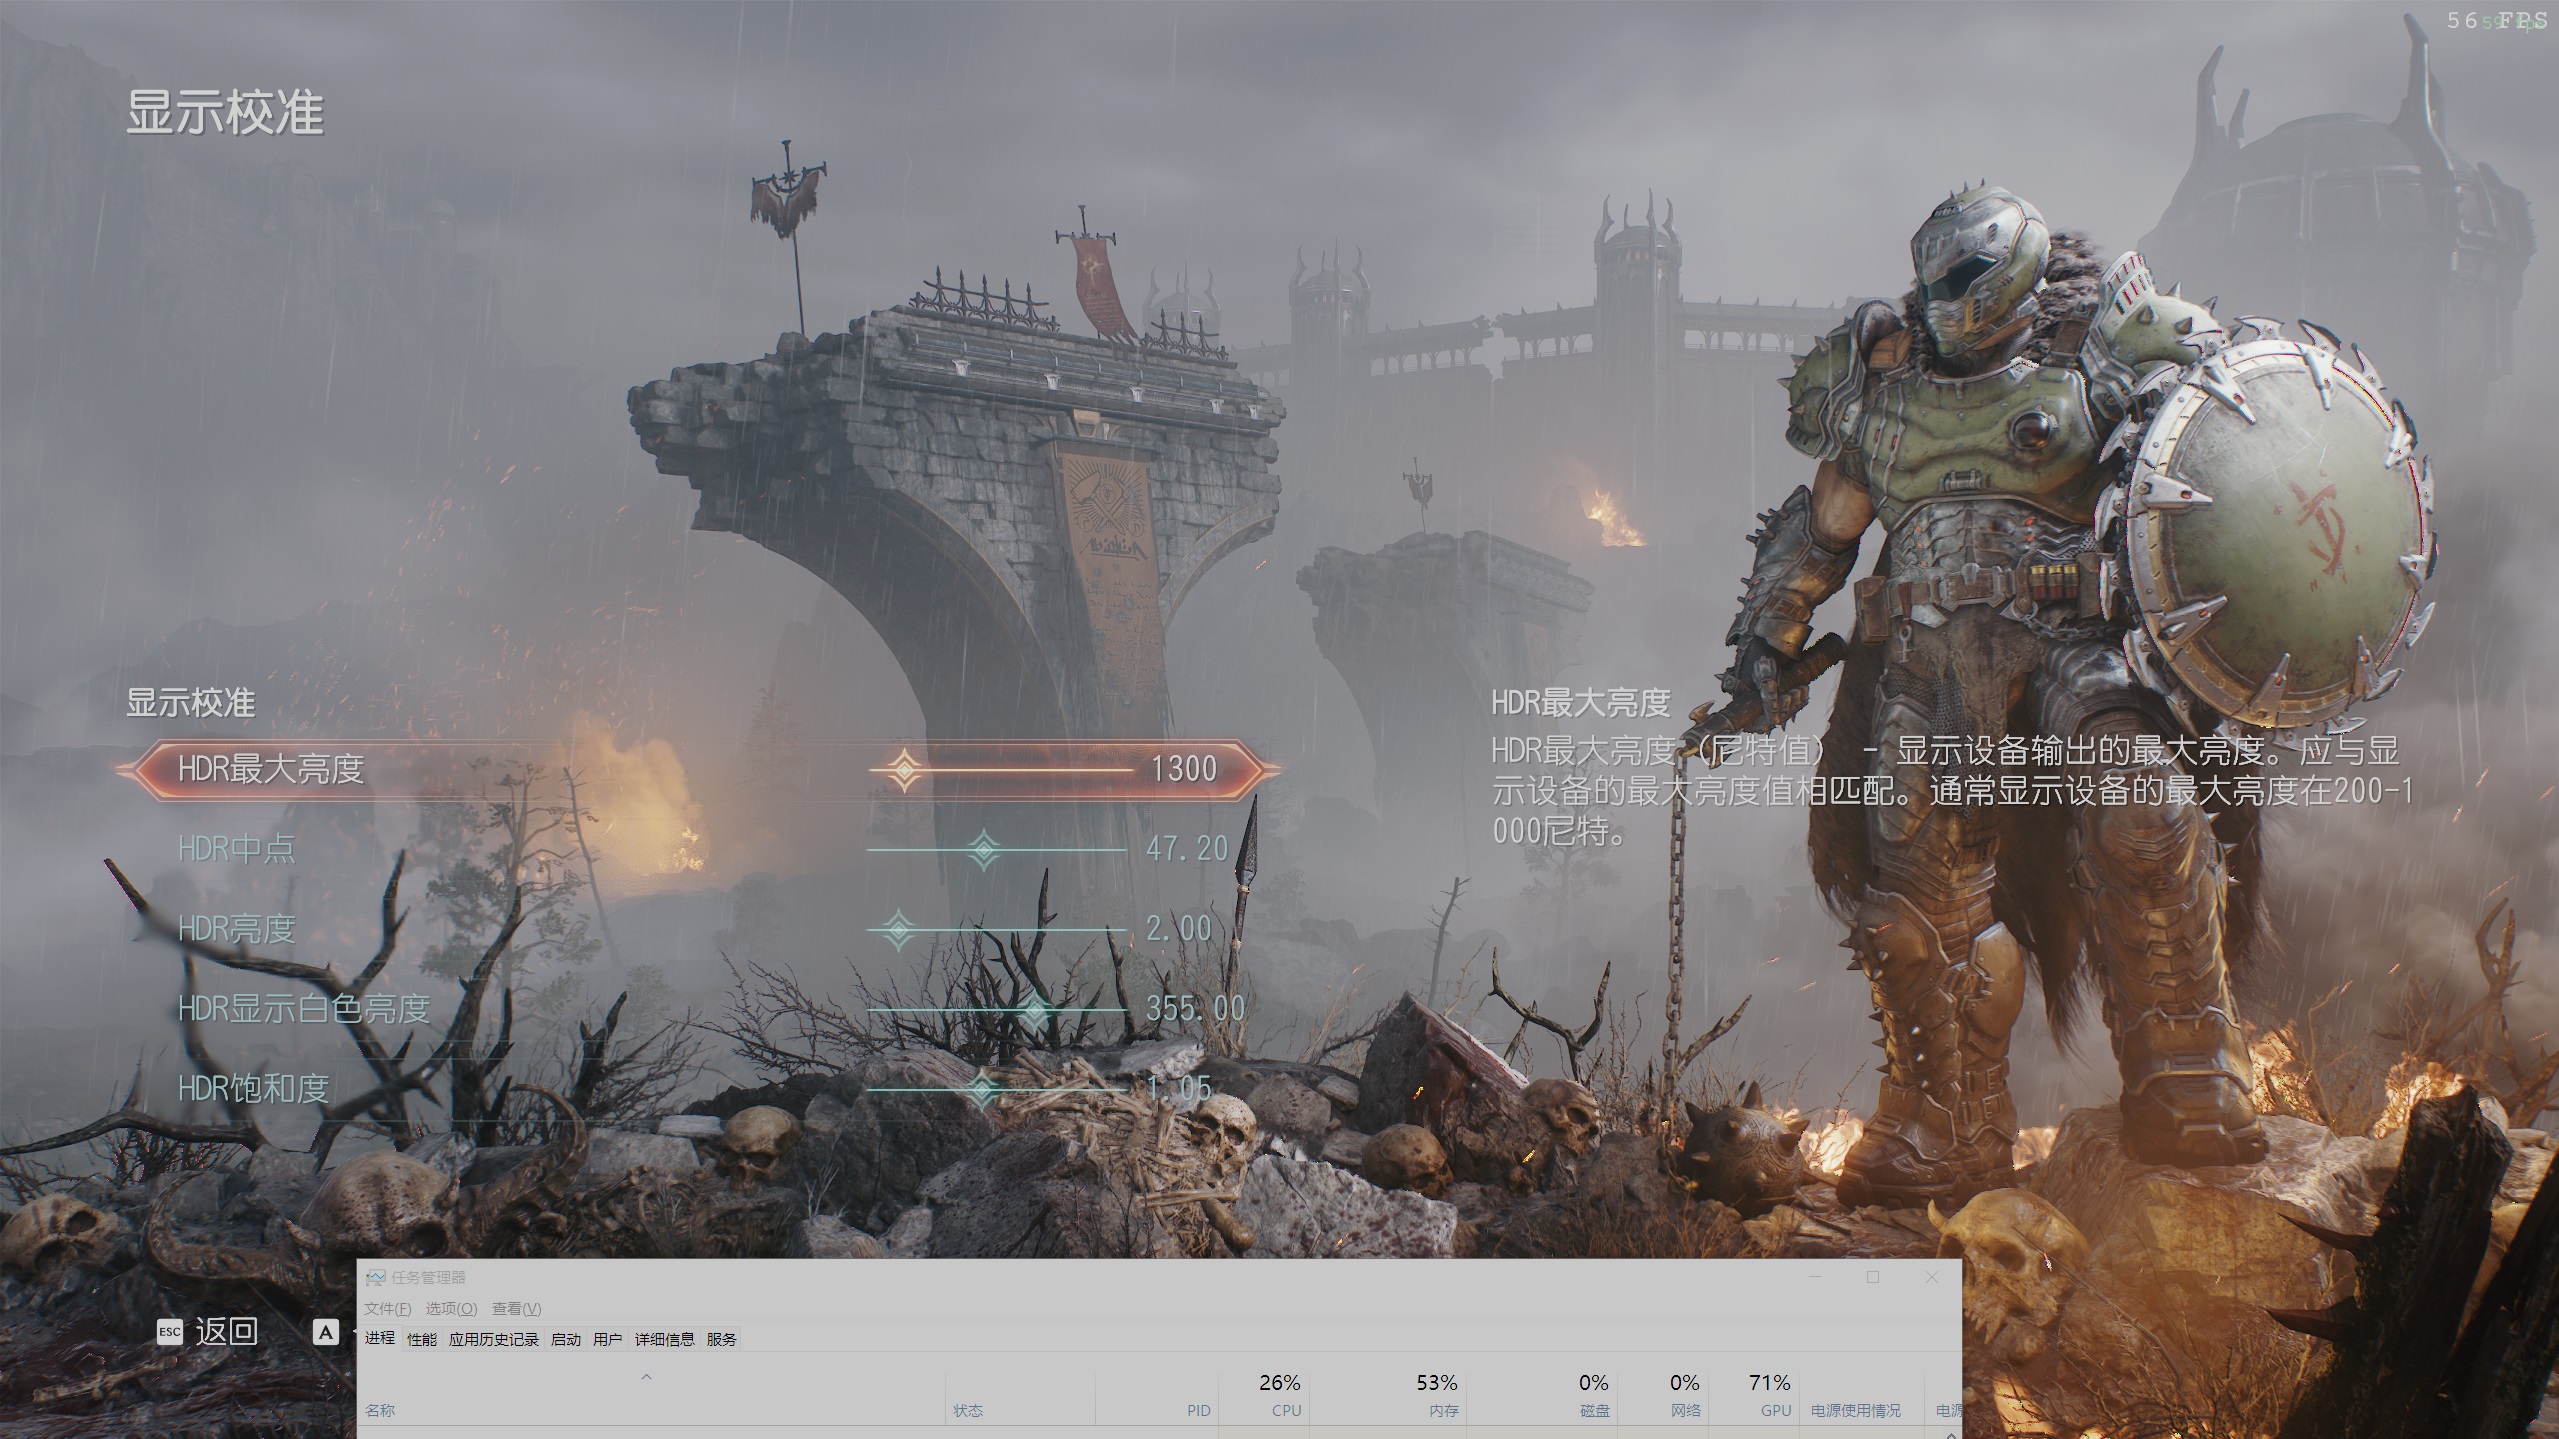 56 FPS
显示校准
显示校准
HDR最大亮度 1300
HDR中点 47.20
HDR亮度 2.00
HDR显示白色亮度 355.00
HDR饱和度 1.05
HDR最大亮度
HDR最大亮度（尼特值） - 显示设备输出的最大亮度。应与显
示设备的最大亮度值相匹配。通常显示设备的最大亮度在200-1
000尼特。
ESC 返回 A
任务管理器
文件(F) 选项(O) 查看(V)
进程 性能 应用历史记录 启动 用户 详细信息 服务
26% 53% 0% 0% 71%
名称 状态 PID CPU 内存 磁盘 网络 GPU 电源使用情况 电源